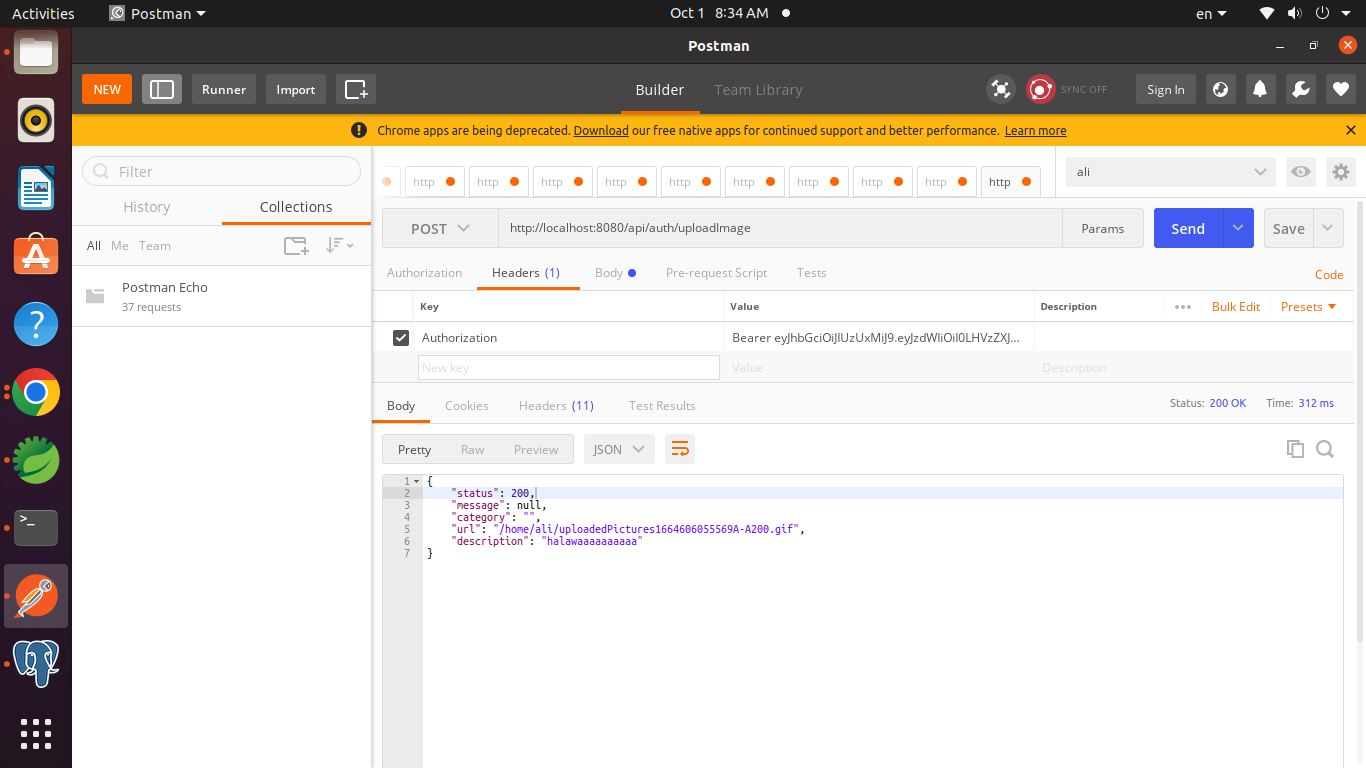 Activities Postman Oct 1 8:34 AM en
Postman
NEW Runner Import Builder Team Library SYNC OFF Sign In
Chrome apps are being deprecated. Download our free native apps for continued support and better performance. Learn more
Filter
History Collections
All Me Team
Postman Echo
37 requests
http http http http http http http http http http
ali
POST http://localhost:8080/api/auth/uploadImage Params Send Save
Authorization Headers (1) Body Pre-request Script Tests Code
Key Value Description Bulk Edit Presets
Authorization Bearer eyJhbGciOiJIUzUxMiJ9.eyJzdWIiOiI0LHVzZXJ...
New key Value Description
Body Cookies Headers (11) Test Results Status: 200 OK Time: 312 ms
Pretty Raw Preview JSON
1 {
2 "status": 200,
3 "message": null,
4 "category": "",
5 "url": "/home/ali/uploadedPictures1664606055569A-A200.gif",
6 "description": "halawaaaaaaaaaa"
7 }